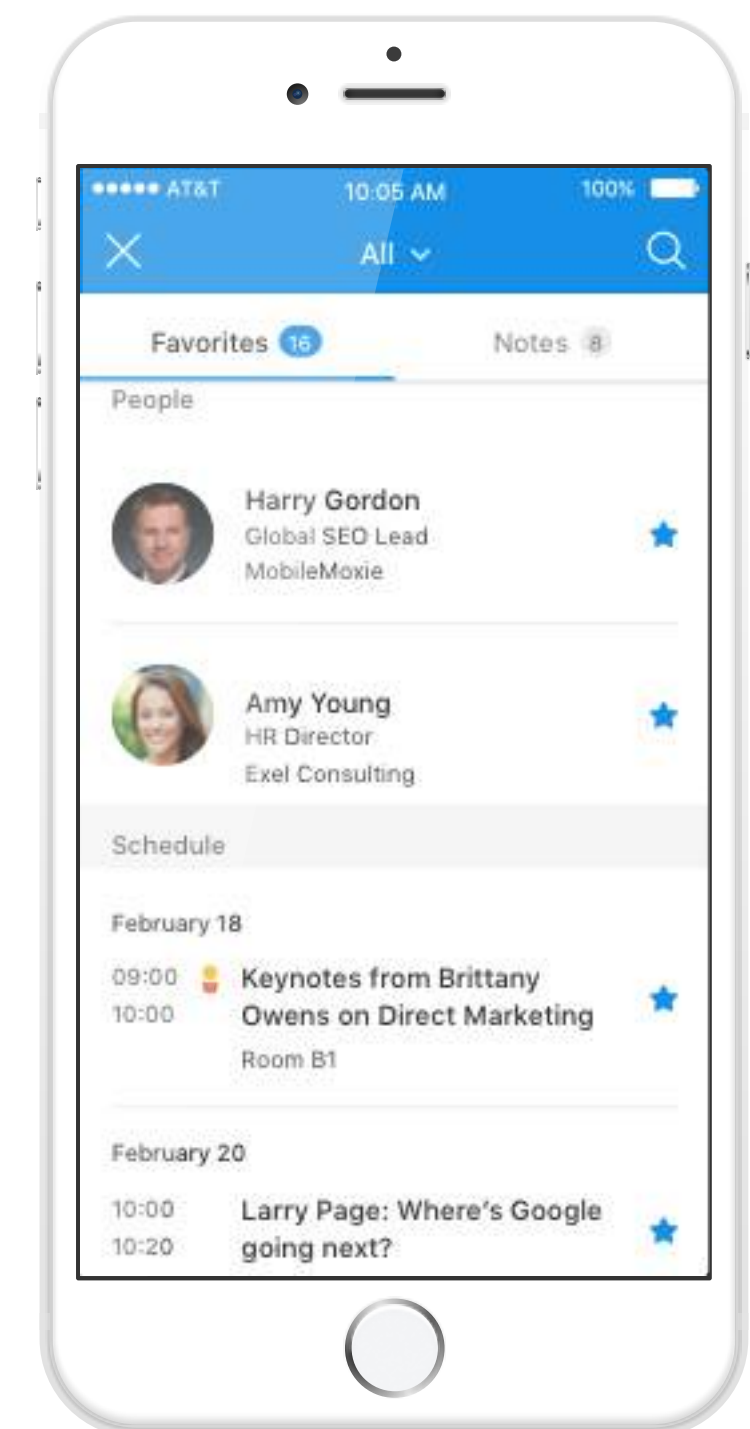 AT&T 10:05 AM 100%
All
Favorites 16 Notes 8
People
Harry Gordon
Global SEO Lead
MobileMoxie
Amy Young
HR Director
Exel Consulting
Schedule
February 18
09:00 Keynotes from Brittany
10:00 Owens on Direct Marketing
Room B1
February 20
10:00 Larry Page: Where's Google
10:20 going next?